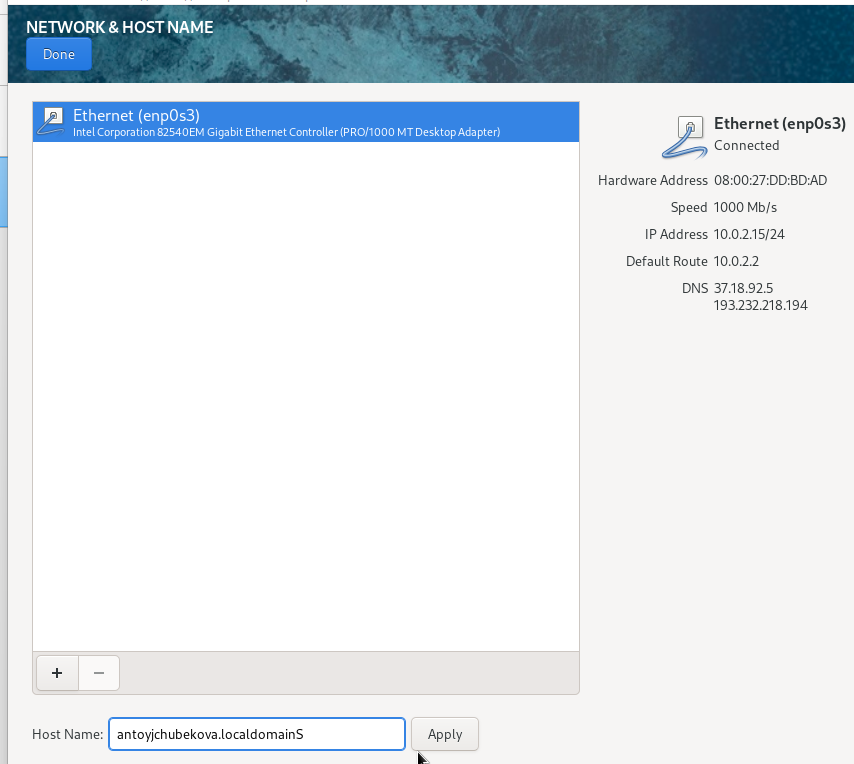 NETWORK & HOST NAME
Done
Ethernet (enp0s3)
Intel Corporation 82540EM Gigabit Ethernet Controller (PRO/1000 MT Desktop Adapter)
Ethernet (enp0s3)
Connected
Hardware Address 08:00:27:DD:BD:AD
Speed 1000 Mb/s
IP Address 10.0.2.15/24
Default Route 10.0.2.2
DNS 37.18.92.5
193.232.218.194
+ −
Host Name: antoyjchubekova.localdomainS Apply